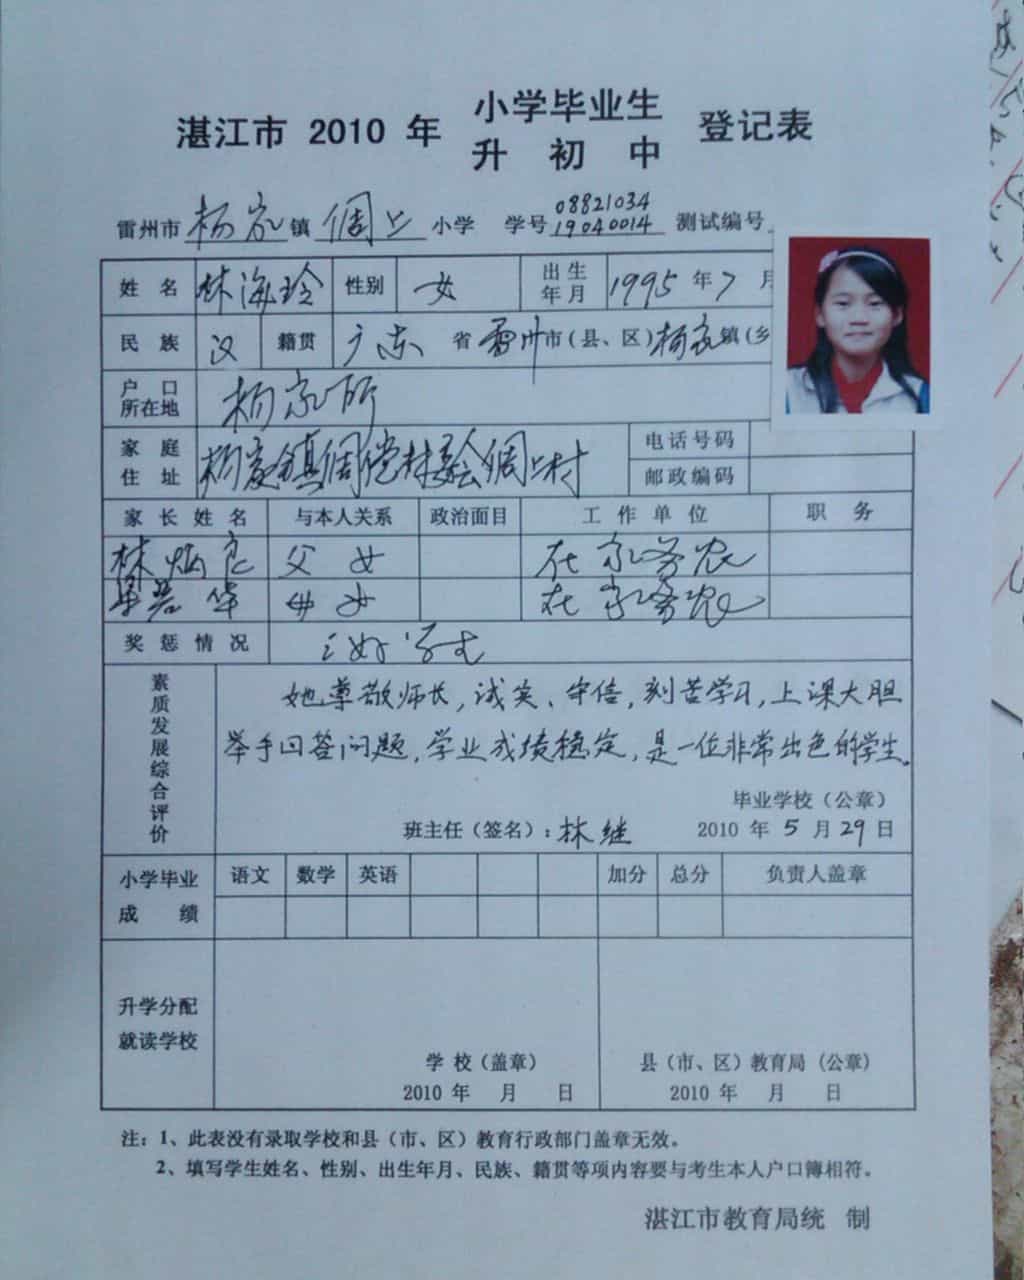 湛江市 2010 年 小学毕业生 登记表
升 初 中
雷州市 杨家 镇 倜上 小学 学号 08821034 测试编号
19040014
姓 名 林海玲 性别 女 出生年月 1995 年 7 月
民 族 汉 籍贯 广东 省 雷州 市(县、区) 杨家 镇(乡
户 口 所在地 杨家所
家 庭 住 址 杨家镇 倜上村 电话号码
邮政编码
家 长 姓 名 与本人关系 政治面目 工 作 单 位 职 务
林炳良 父 女 在家务农
华 母 女 在家务农
奖 惩 情 况 三好学生
素质发展综合评价
她尊敬师长,诚实、守信,刻苦学习,上课大胆
举手回答问题,学业成绩稳定,是一位非常出色的学生。
毕业学校(公章)
班主任(签名): 林继 2010 年 5 月 29 日
小学毕业 成 绩 语文 数学 英语 加分 总分 负责人盖章
升学分配
就读学校
学 校(盖章) 县(市、区)教育局(公章)
2010 年 月 日 2010 年 月 日
注: 1、此表没有录取学校和县(市、区)教育行政部门盖章无效。
2、填写学生姓名、性别、出生年月、民族、籍贯等项内容要与考生本人户口簿相符。
湛江市教育局统 制